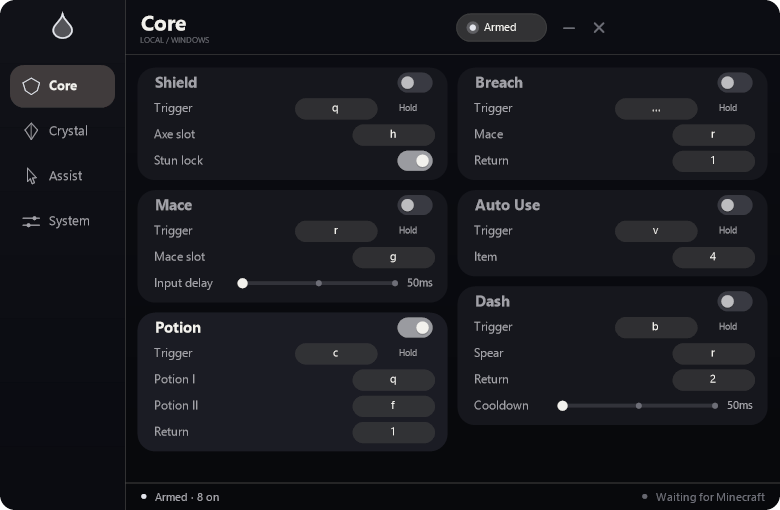 Core
Crystal
Assist
System
Core
LOCAL / WINDOWS
Armed
Shield
Trigger q Hold
Axe slot h
Stun lock
Mace
Trigger r Hold
Mace slot g
Input delay 50ms
Potion
Trigger c Hold
Potion I q
Potion II f
Return 1
Breach
Trigger ... Hold
Mace r
Return 1
Auto Use
Trigger v Hold
Item 4
Dash
Trigger b Hold
Spear r
Return 2
Cooldown 50ms
Armed · 8 on
Waiting for Minecraft